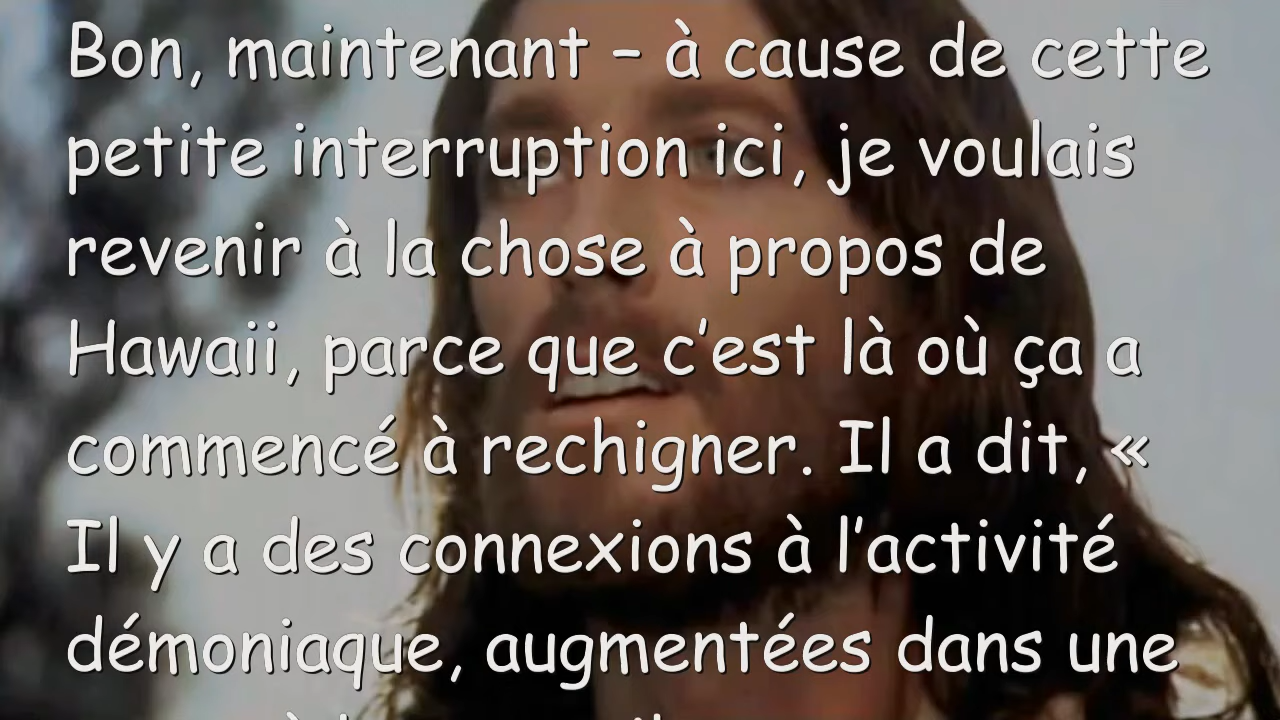 Bon, maintenant – à cause de cette
petite interruption ici, je voulais
revenir à la chose à propos de
Hawaii, parce que c’est là où ça a
commencé à rechigner. Il a dit, «
Il y a des connexions à l’activité
démoniaque, augmentées dans une